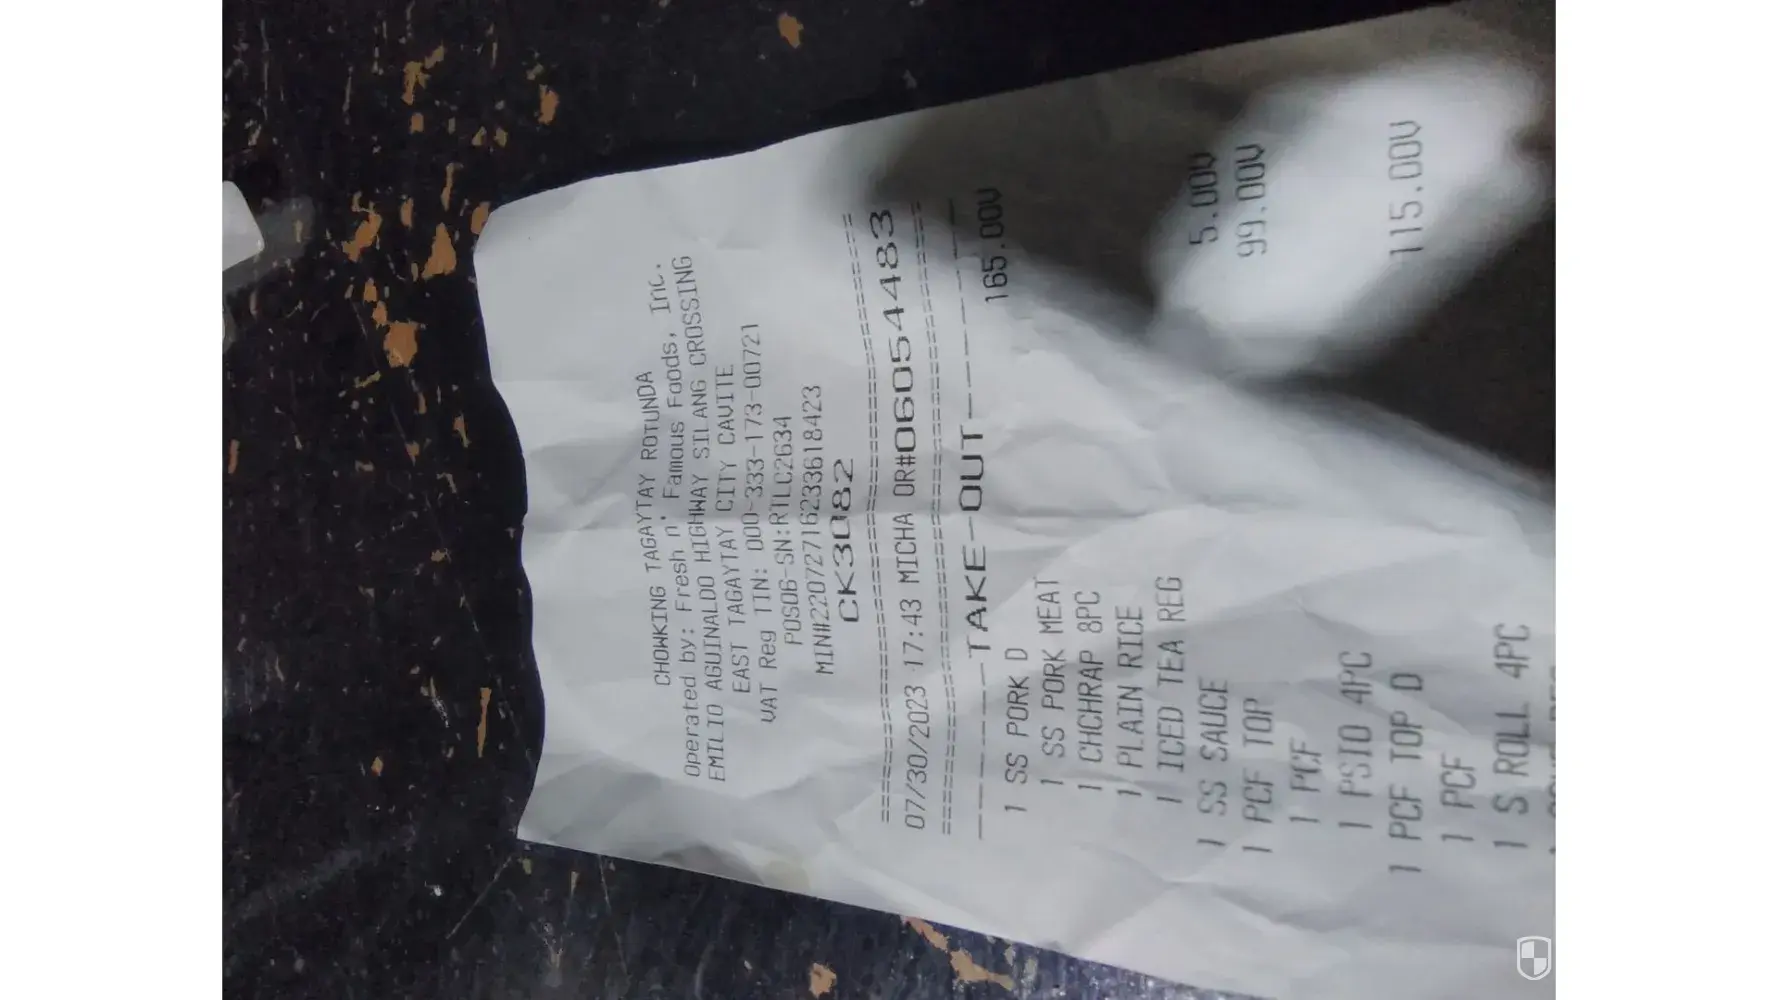 CHOWKING TAGAYTAY ROTUNDA
Operated by: Fresh n' Famous Foods, Inc.
EMILIO AGUINALDO HIGHWAY SILANG CROSSING
EAST TAGAYTAY CITY CAVITE
VAT Reg TIN: 000-333-173-00721
POS06-SN:RTLC2634
MIN#22072716233618423
CK3082
====================================
07/30/2023 17:43 MICHA OR#06054483
====================================
------TAKE-OUT------
1 SS PORK D 165.00V
1 SS PORK MEAT
1 CHCHRAP 8PC
1 PLAIN RICE
1 ICED TEA REG
1 SS SAUCE 5.00V
1 PCF TOP 99.00V
1 PCF
1 PSIO 4PC
1 PCF TOP D 115.00V
1 PCF
1 S ROLL 4PC